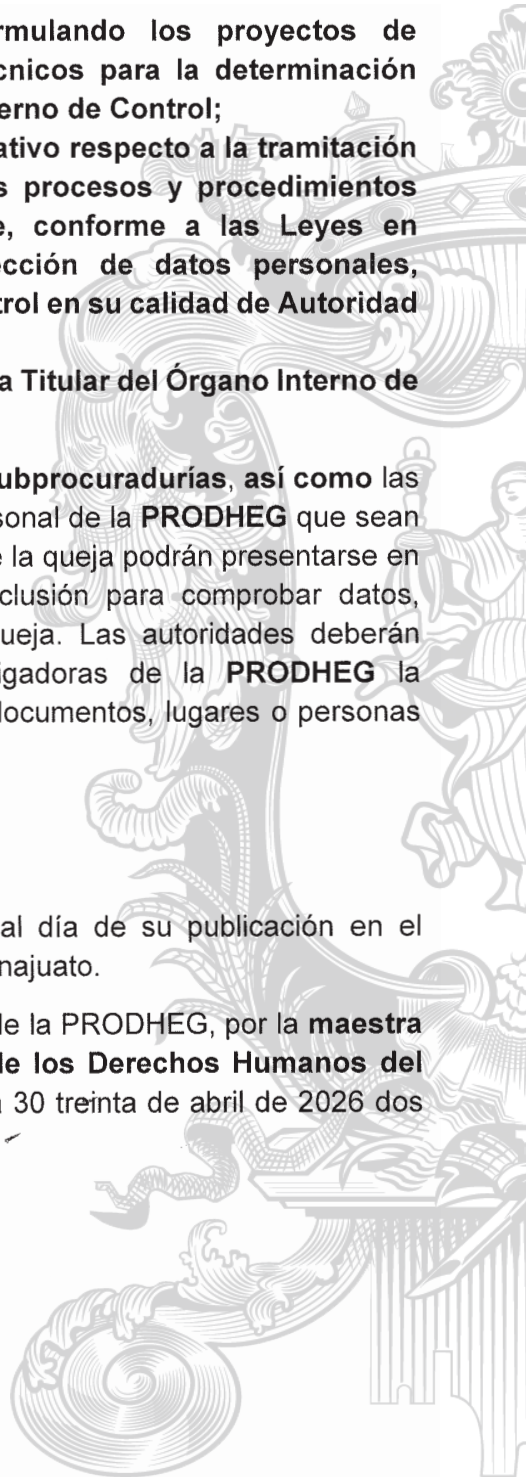 rmulando los proyectos de
cnicos para la determinación
erno de Control;
ativo respecto a la tramitación
s procesos y procedimientos
e, conforme a las Leyes en
ección de datos personales,
trol en su calidad de Autoridad
a Titular del Órgano Interno de
ubprocuradurías, así como las
sonal de la PRODHEG que sean
e la queja podrán presentarse en
clusión para comprobar datos,
ueja. Las autoridades deberán
igadoras de la PRODHEG la
documentos, lugares o personas
al día de su publicación en el
najuato.
de la PRODHEG, por la maestra
de los Derechos Humanos del
a 30 treinta de abril de 2026 dos